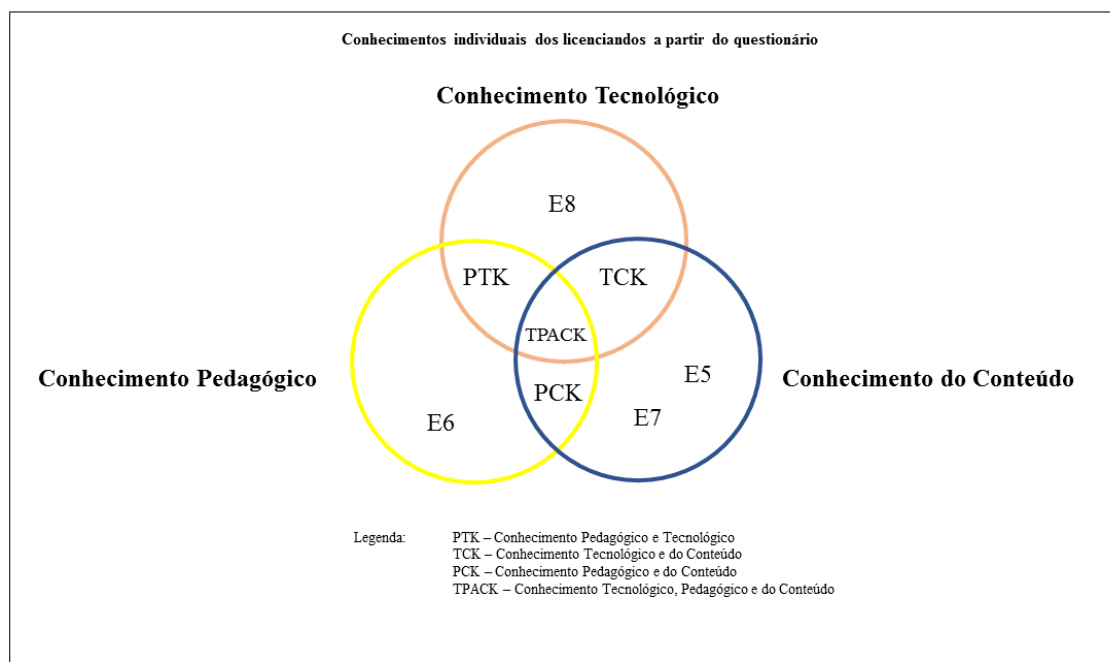 Conhecimentos individuais dos licenciandos a partir do questionário
Conhecimento Tecnológico
E8
PTK
TCK
TPACK
Conhecimento Pedagógico
E5
Conhecimento do Conteúdo
PCK
E7
E6
Legenda:
PTK – Conhecimento Pedagógico e Tecnológico
TCK – Conhecimento Tecnológico e do Conteúdo
PCK – Conhecimento Pedagógico e do Conteúdo
TPACK – Conhecimento Tecnológico, Pedagógico e do Conteúdo